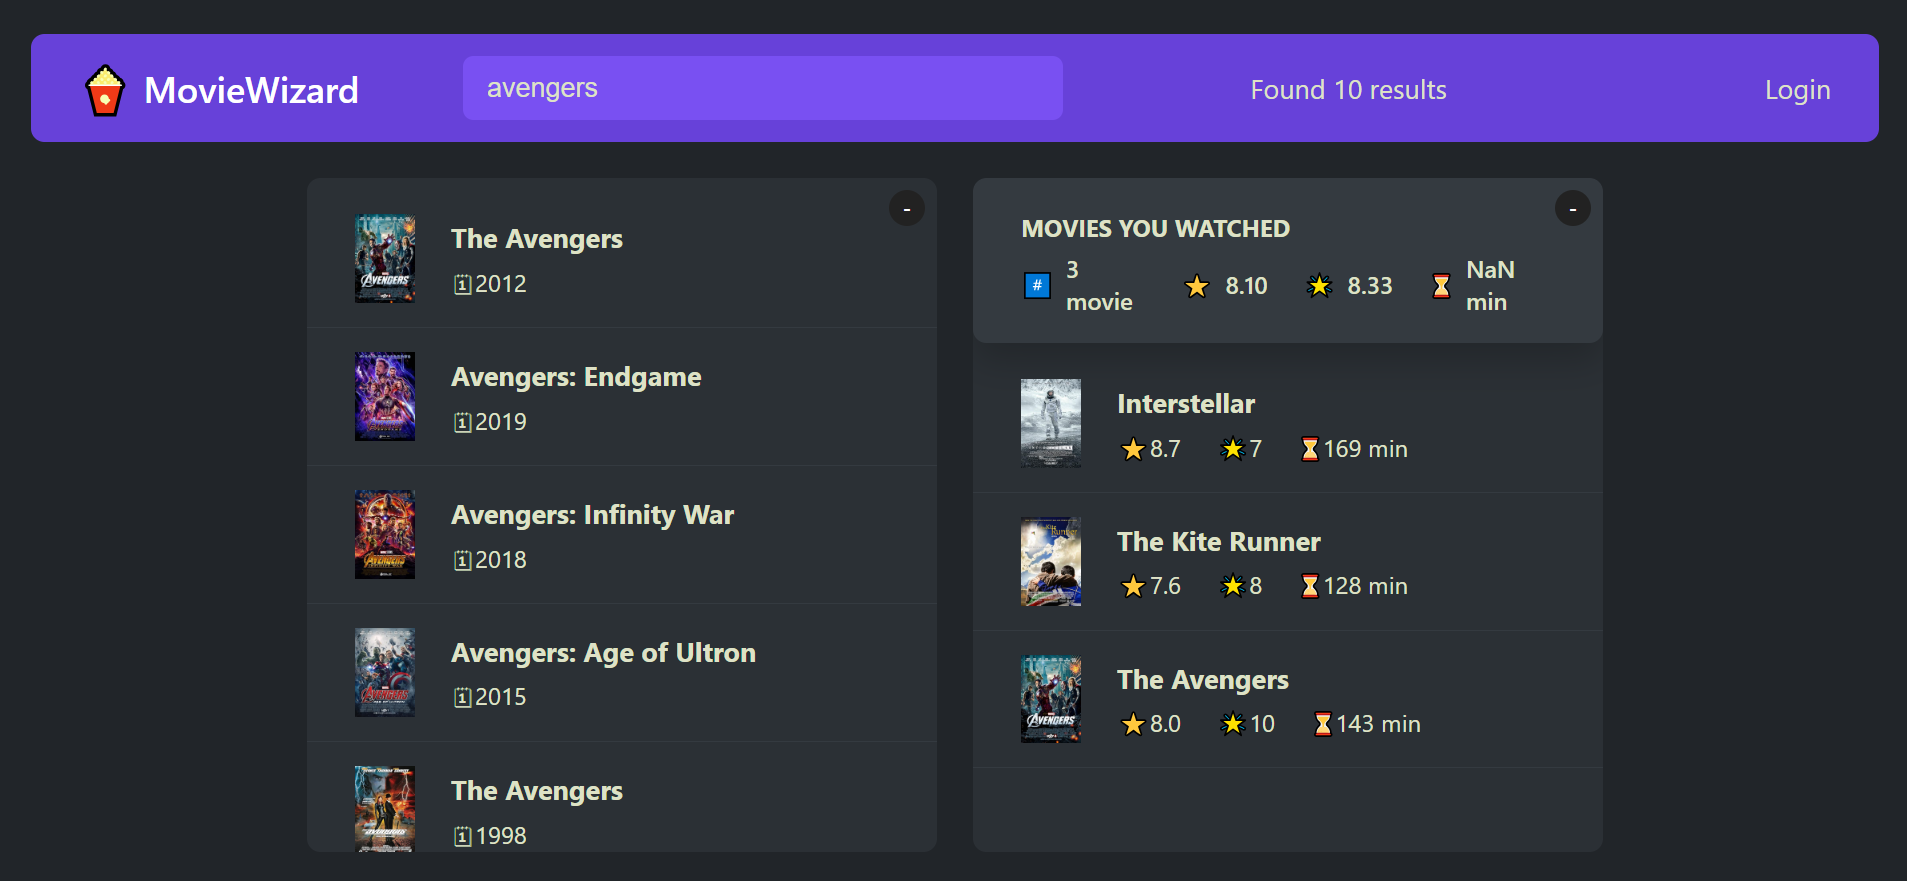 MovieWizard
avengers
Found 10 results
Login
-
The Avengers
2012
Avengers: Endgame
2019
Avengers: Infinity War
2018
Avengers: Age of Ultron
2015
The Avengers
1998
-
MOVIES YOU WATCHED
# 3 movie 8.10 8.33 NaN min
Interstellar
8.7 7 169 min
The Kite Runner
7.6 8 128 min
The Avengers
8.0 10 143 min
AVENGERS
AVENGERS